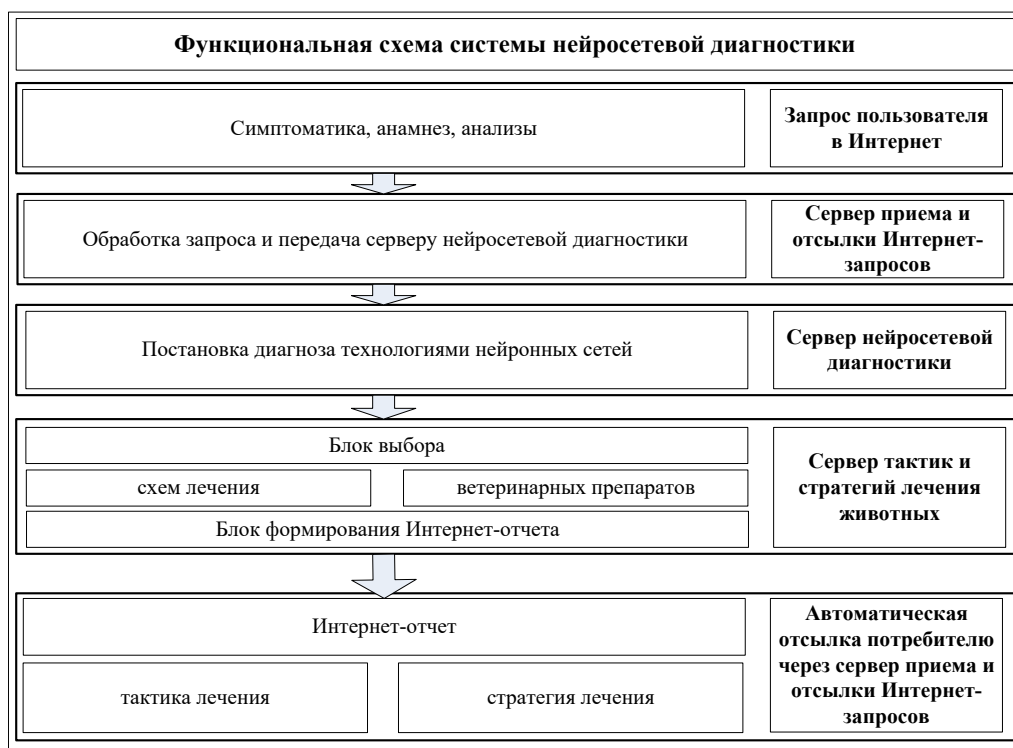 Функциональная схема системы нейросетевой диагностики
Симптоматика, анамнез, анализы
Запрос пользователя
в Интернет
Обработка запроса и передача серверу нейросетевой диагностики
Сервер приема и
отсылки Интернет-
запросов
Постановка диагноза технологиями нейронных сетей
Сервер нейросетевой
диагностики
Блок выбора
схем лечения
ветеринарных препаратов
Блок формирования Интернет-отчета
Сервер тактик и
стратегий лечения
животных
Интернет-отчет
тактика лечения
стратегия лечения
Автоматическая
отсылка потребителю
через сервер приема и
отсылки Интернет-
запросов